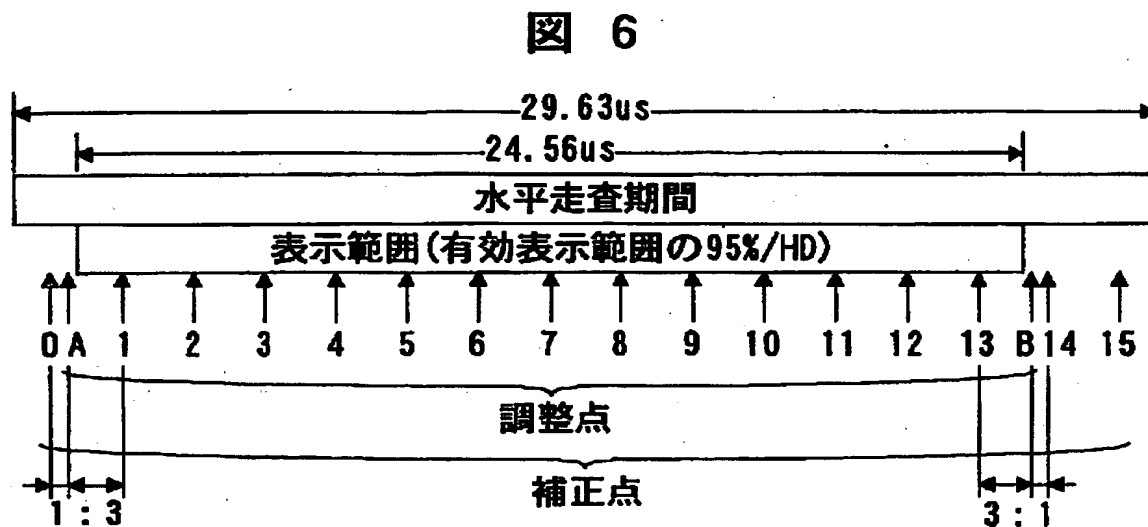 図 6
29.63us
24.56us
水平走査期間
表示範囲(有効表示範囲の95%/HD)
0 A 1 2 3 4 5 6 7 8 9 10 11 12 13 B 14 15
調整点
補正点
1 : 3 3 : 1